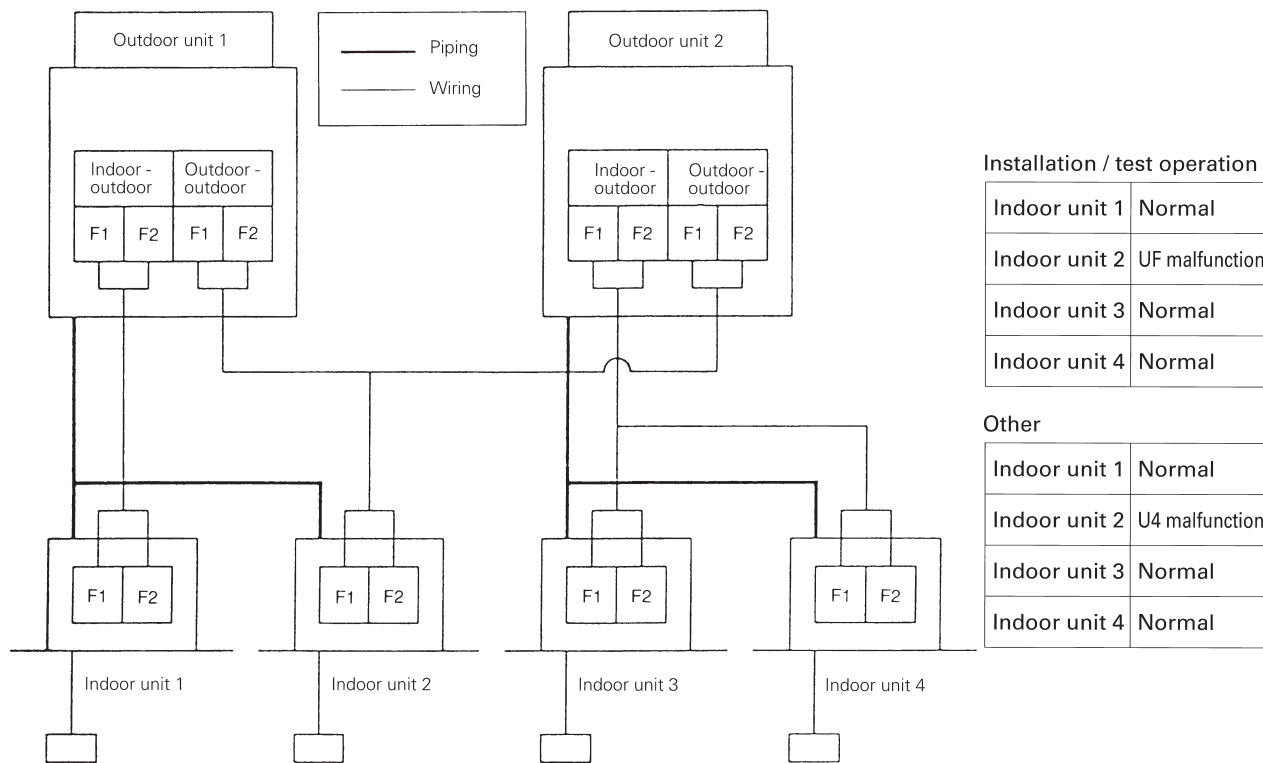 Outdoor unit 1
Piping
Wiring
Outdoor unit 2
Indoor -
outdoor
Outdoor -
outdoor
F1 F2 F1 F2
Indoor -
outdoor
Outdoor -
outdoor
F1 F2 F1 F2
F1 F2
F1 F2
F1 F2
F1 F2
Indoor unit 1
Indoor unit 2
Indoor unit 3
Indoor unit 4
Installation / test operation
Indoor unit 1 Normal
Indoor unit 2 UF malfunction
Indoor unit 3 Normal
Indoor unit 4 Normal
Other
Indoor unit 1 Normal
Indoor unit 2 U4 malfunction
Indoor unit 3 Normal
Indoor unit 4 Normal